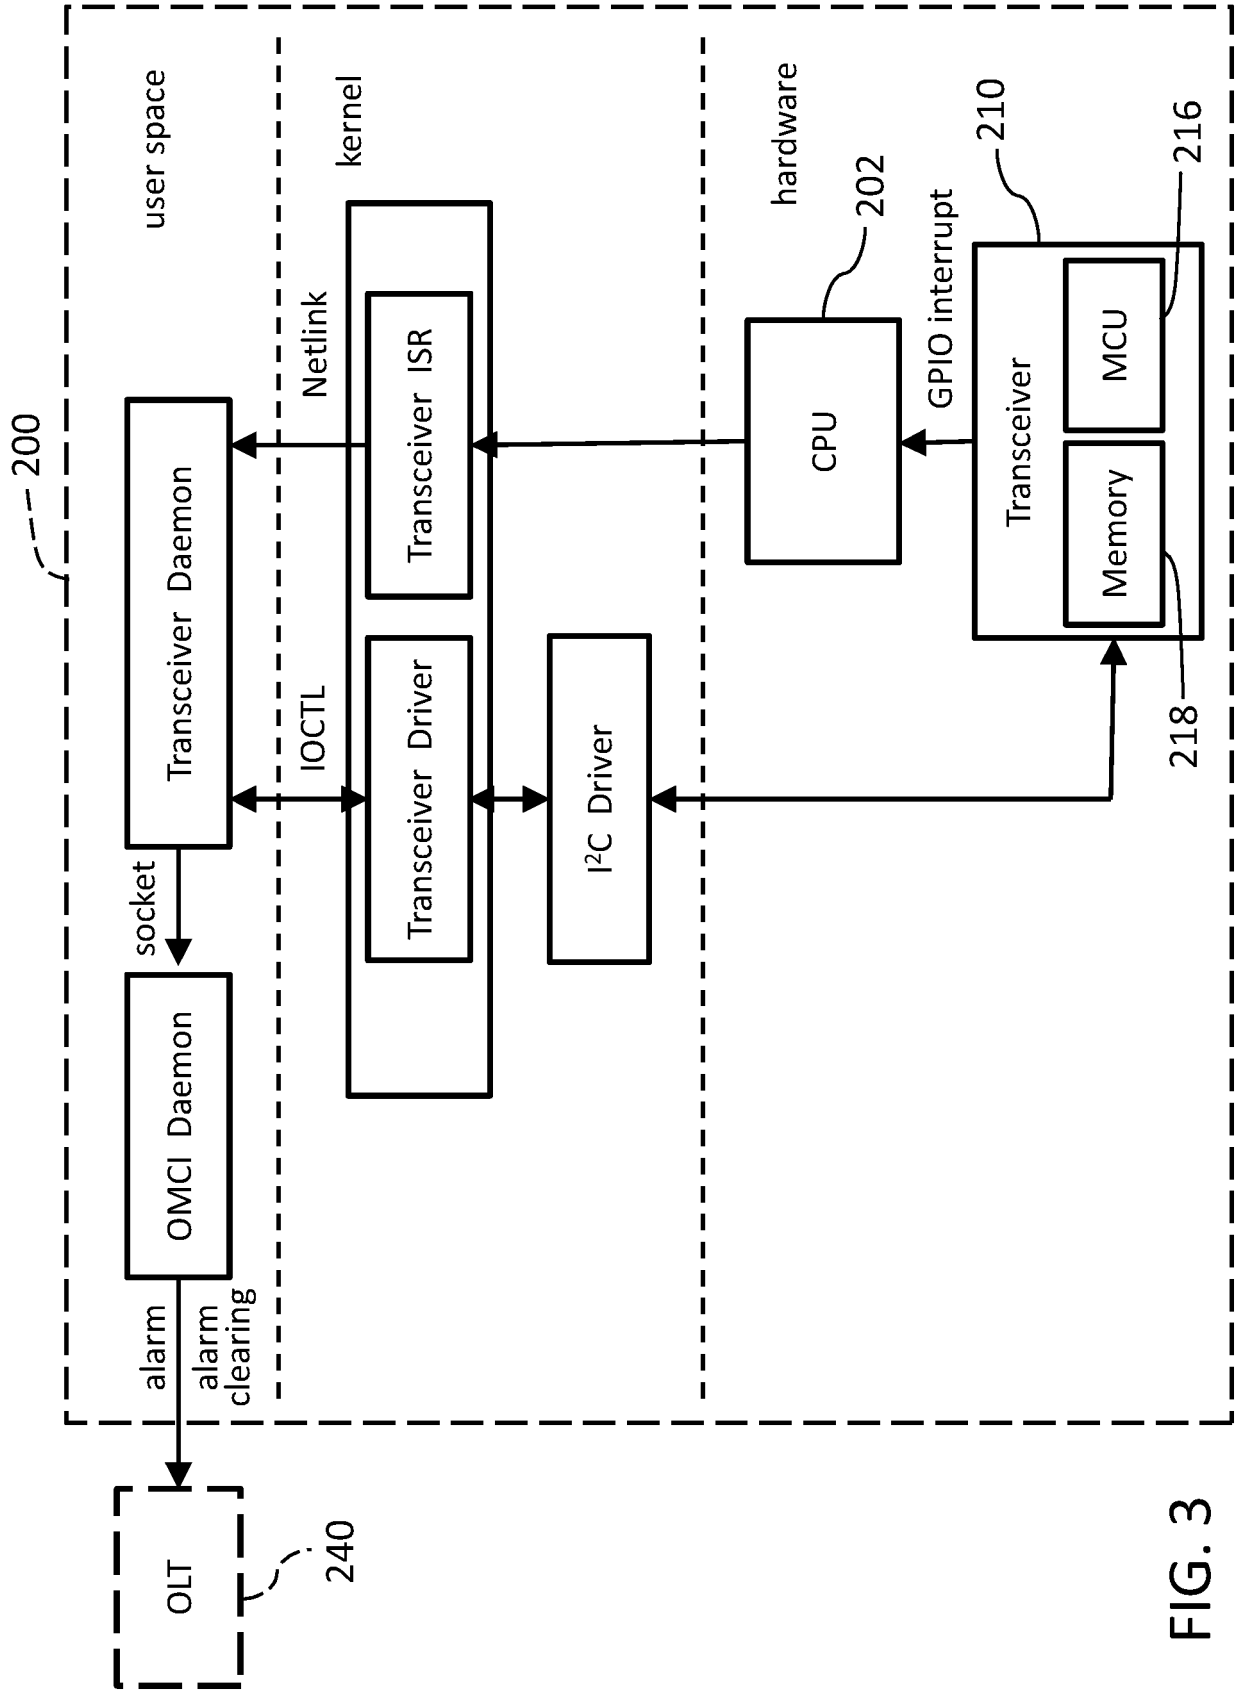 200
user space
Transceiver Daemon
socket
OMCI Daemon
alarm
alarm
clearing
OLT
240
kernel
Netlink
IOCTL
Transceiver ISR
Transceiver Driver
I²C Driver
hardware
CPU
202
GPIO interrupt
210
Transceiver
MCU
216
Memory
218
FIG. 3